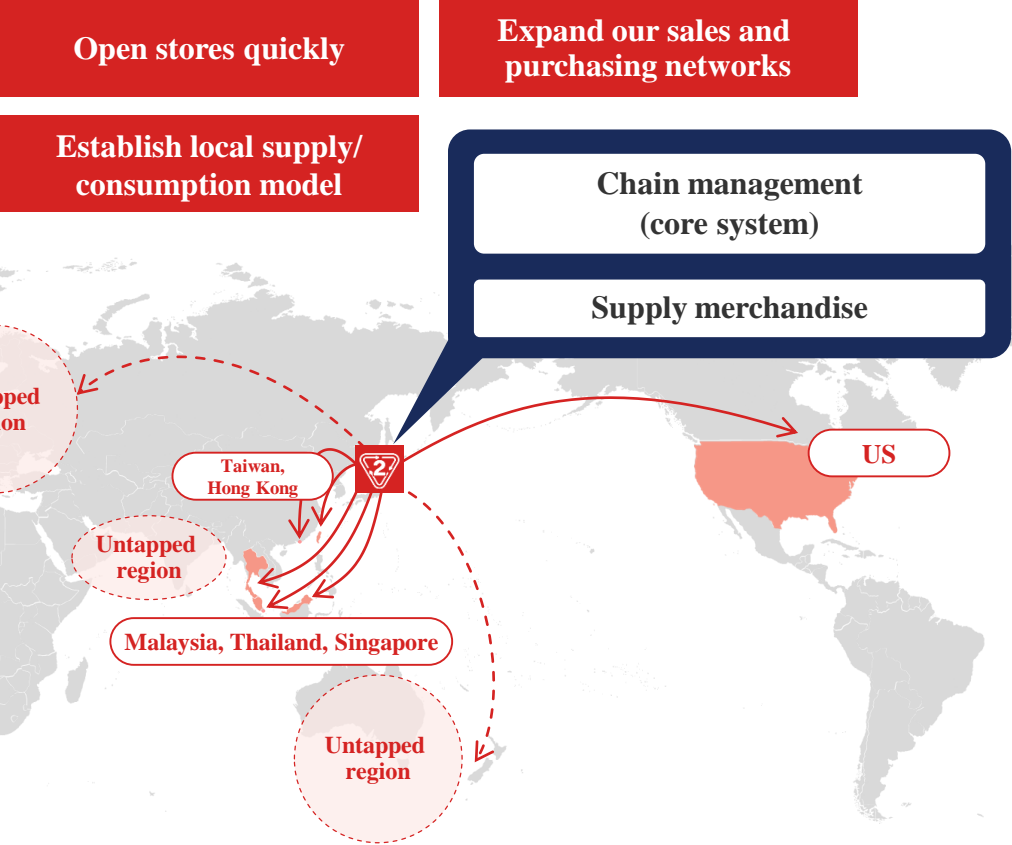 Open stores quickly
Expand our sales and
purchasing networks
Establish local supply/
consumption model
Chain management
(core system)
Supply merchandise
Taiwan,
Hong Kong
2
US
Untapped
region
Malaysia, Thailand, Singapore
Untapped
region